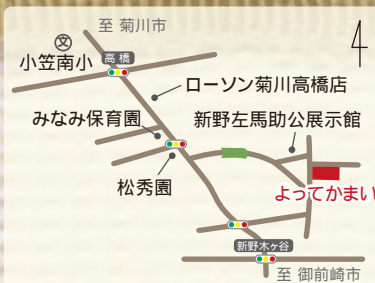 至 菊川市
小笠南小
文
高橋
ローソン菊川高橋店
みなみ保育園
新野左馬助公展示館
松秀園
よってかまい
新野木ヶ谷
至 御前崎市